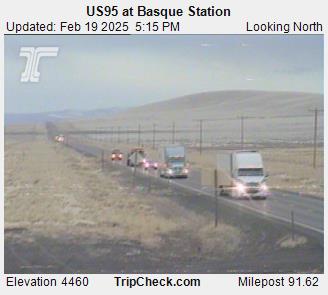 US95 at Basque Station
Updated: Feb 19 2025  5:15 PM Looking North
Elevation 4460 TripCheck.com Milepost 91.62